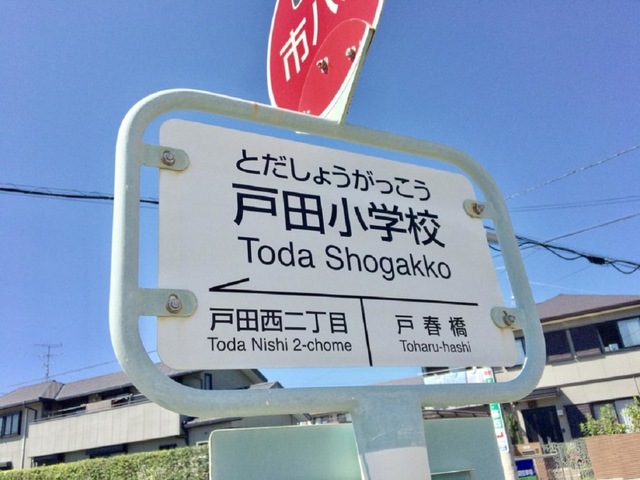 市バ
とだしょうがっこう
戸田小学校
Toda Shogakko
戸田西二丁目
Toda Nishi 2-chome
戸春橋
Toharu-hashi